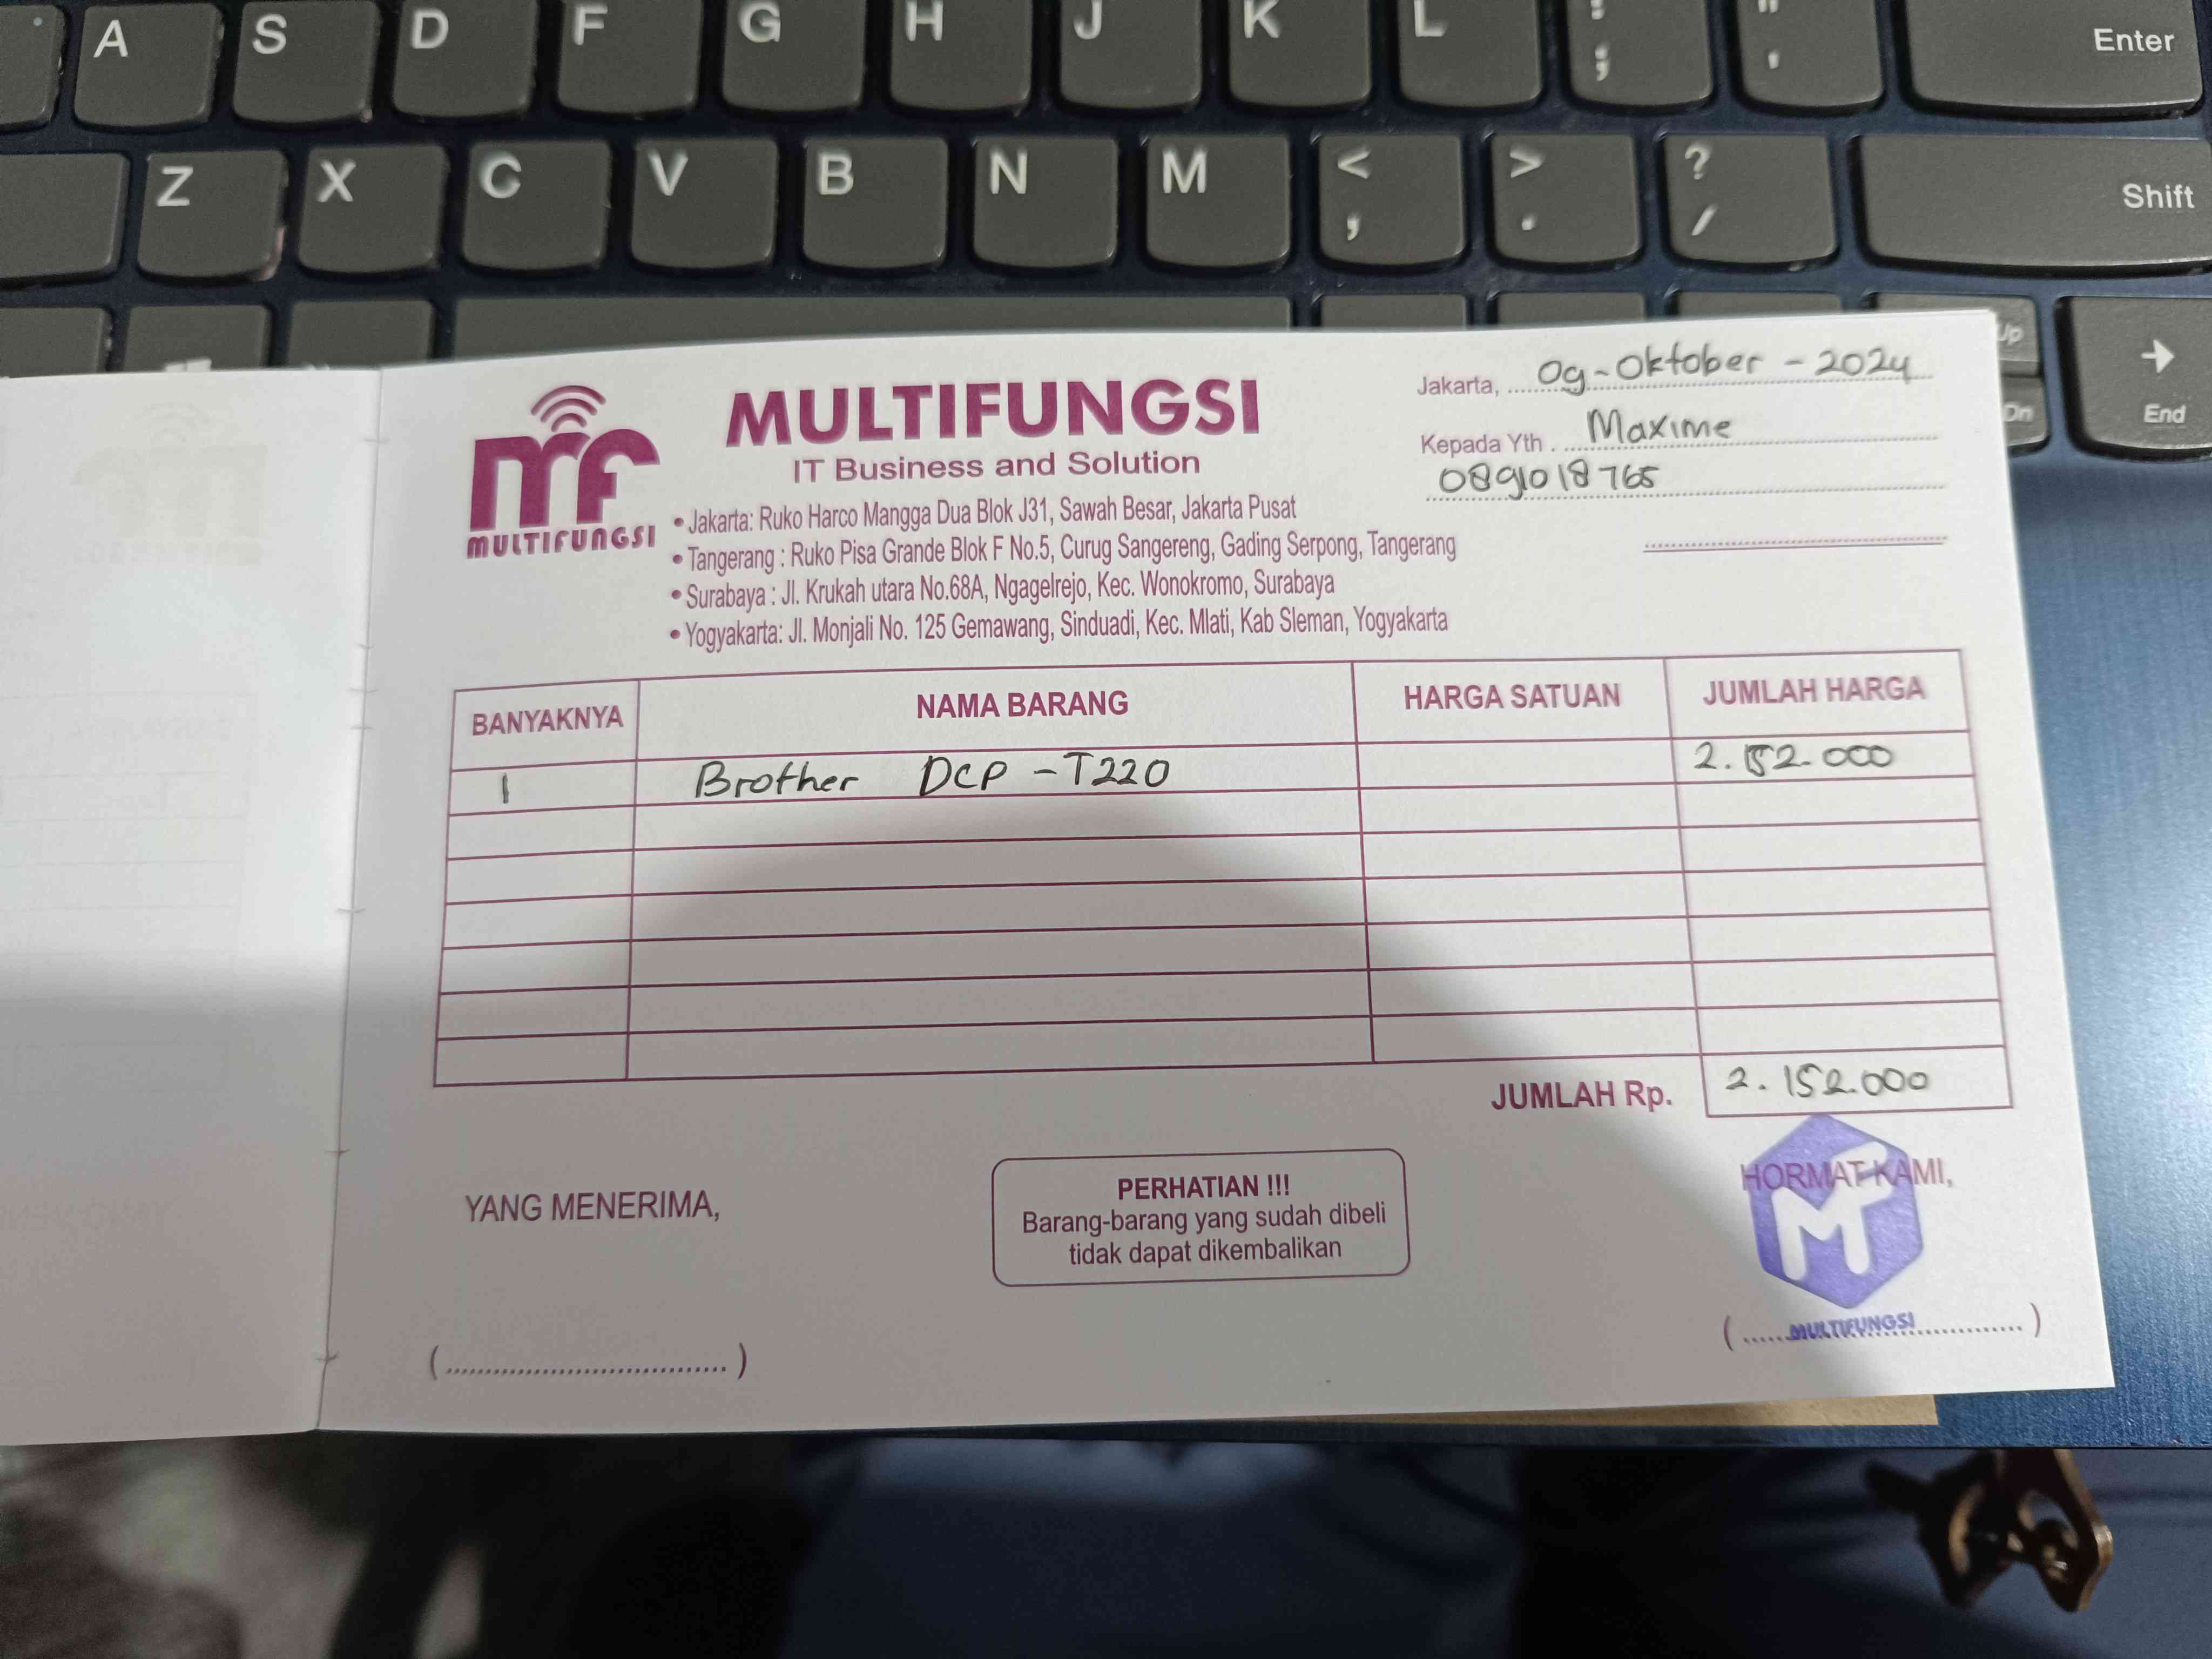 A S D F G H J K L : ; " ' Enter
Z X C V B N M < , > . ? / Shift
Up
Dn
End
MULTIFUNGSI
MULTIFUNGSI
IT Business and Solution
• Jakarta: Ruko Harco Mangga Dua Blok J31, Sawah Besar, Jakarta Pusat
• Tangerang : Ruko Pisa Grande Blok F No.5, Curug Sangereng, Gading Serpong, Tangerang
• Surabaya : Jl. Krukah utara No.68A, Ngagelrejo, Kec. Wonokromo, Surabaya
• Yogyakarta: Jl. Monjali No. 125 Gemawang, Sinduadi, Kec. Mlati, Kab Sleman, Yogyakarta
Jakarta, 09-Oktober-2024
Kepada Yth. Maxime
0891018765
BANYAKNYA NAMA BARANG HARGA SATUAN JUMLAH HARGA
1 Brother DCP-T220 2.152.000
JUMLAH Rp. 2.152.000
YANG MENERIMA,
PERHATIAN !!!
Barang-barang yang sudah dibeli
tidak dapat dikembalikan
HORMAT KAMI,
MF
MULTIFUNGSI